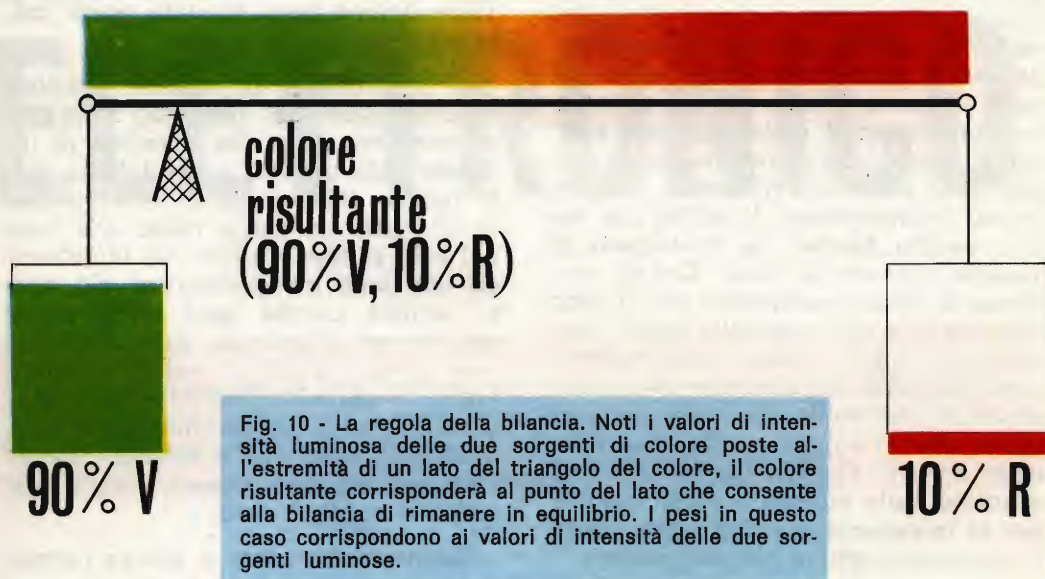 colore
risultante
(90%V, 10%R)
90% V
10% R
Fig. 10 - La regola della bilancia. Noti i valori di inten-
sità luminosa delle due sorgenti di colore poste al-
l'estremità di un lato del triangolo del colore, il colore
risultante corrisponderà al punto del lato che consente
alla bilancia di rimanere in equilibrio. I pesi in questo
caso corrispondono ai valori di intensità delle due sor-
genti luminose.